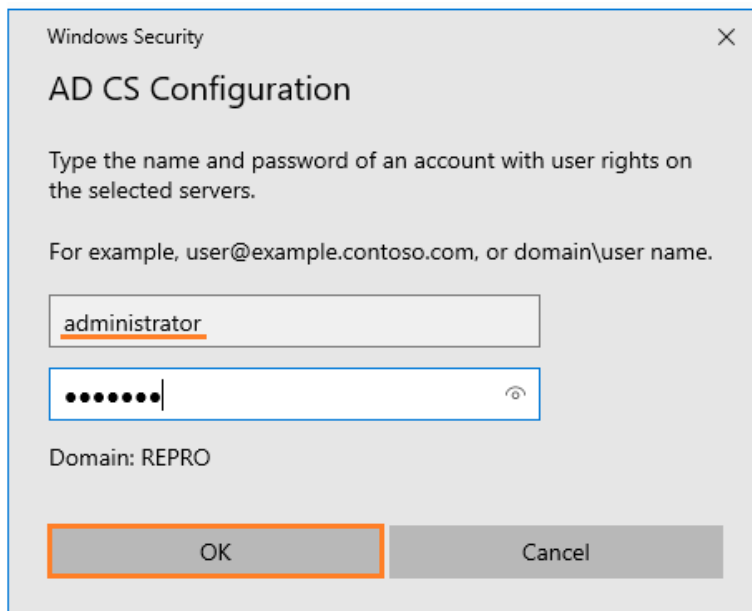 Windows Security
AD CS Configuration
Type the name and password of an account with user rights on
the selected servers.
For example, user@example.contoso.com, or domain\user name.
administrator
●●●●●●●
Domain: REPRO
OK
Cancel